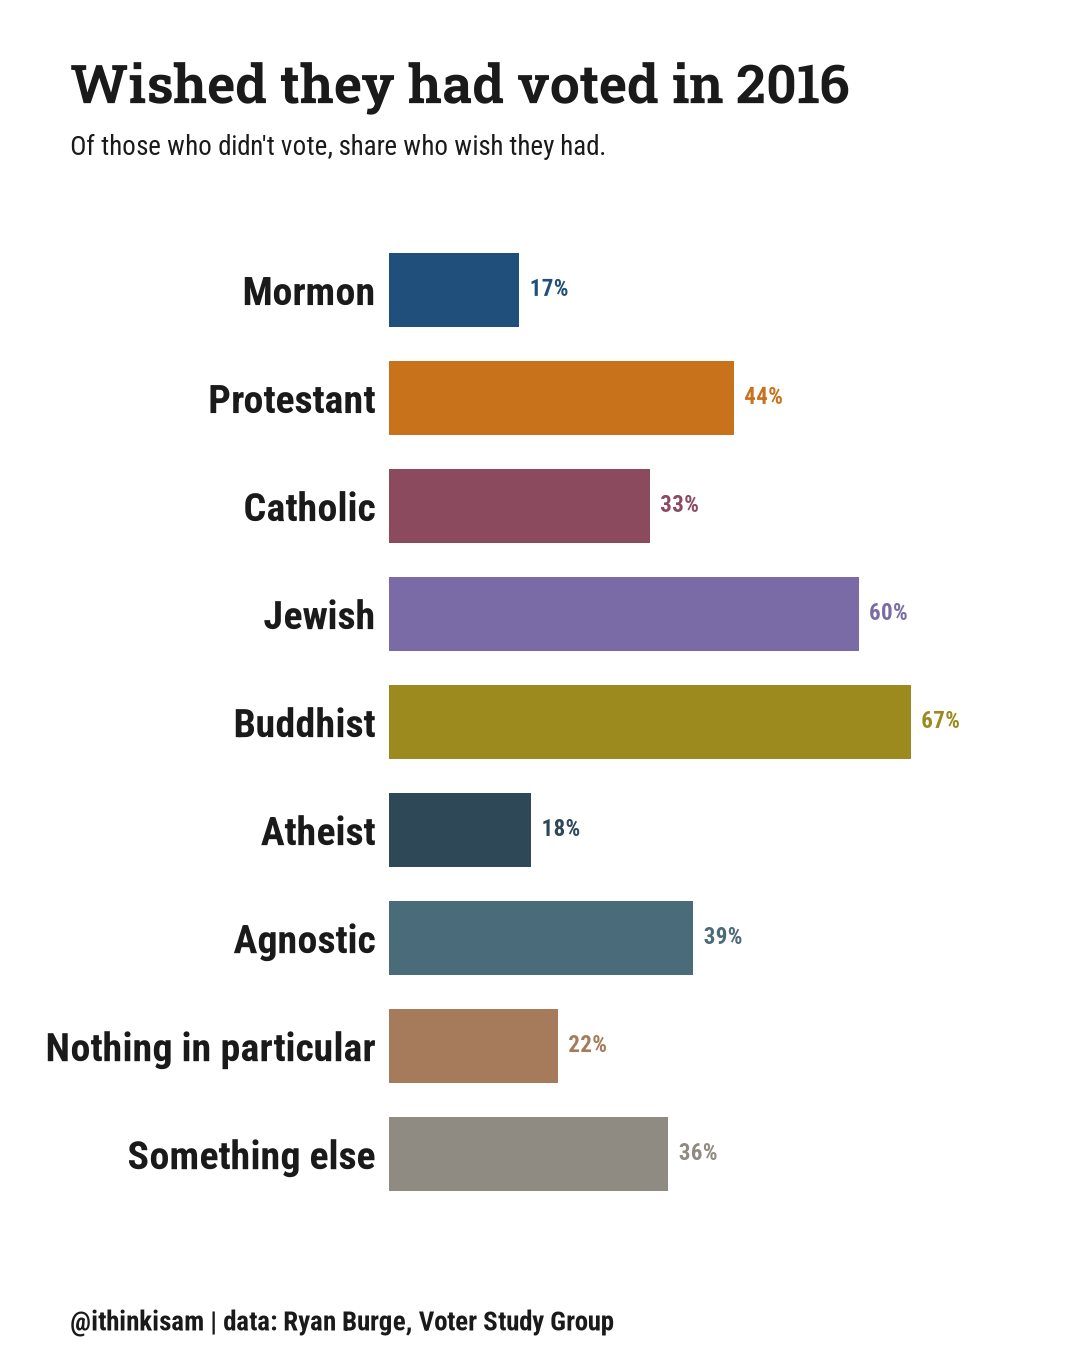 Wished they had voted in 2016
Of those who didn't vote, share who wish they had.
Mormon 17%
Protestant 44%
Catholic 33%
Jewish 60%
Buddhist 67%
Atheist 18%
Agnostic 39%
Nothing in particular 22%
Something else 36%
@ithinkisam | data: Ryan Burge, Voter Study Group